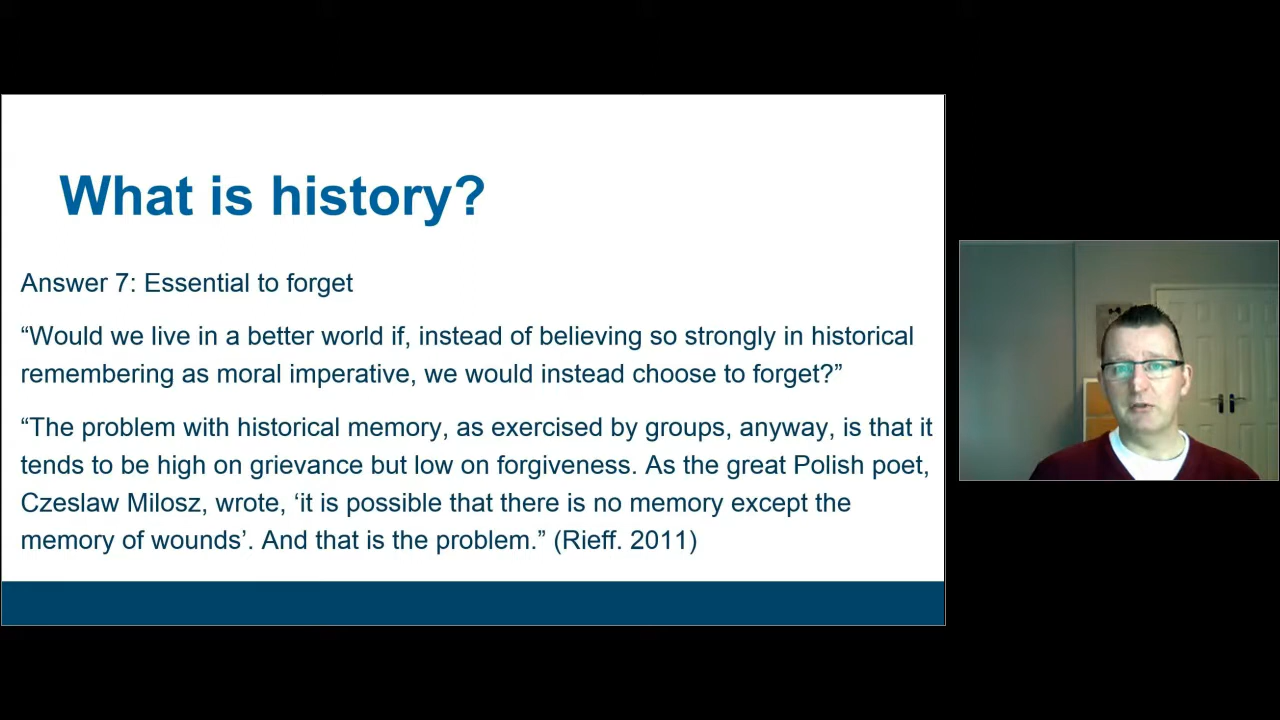 What is history?
Answer 7: Essential to forget
“Would we live in a better world if, instead of believing so strongly in historical
remembering as moral imperative, we would instead choose to forget?”
“The problem with historical memory, as exercised by groups, anyway, is that it
tends to be high on grievance but low on forgiveness. As the great Polish poet,
Czeslaw Milosz, wrote, ‘it is possible that there is no memory except the
memory of wounds’. And that is the problem.” (Rieff. 2011)